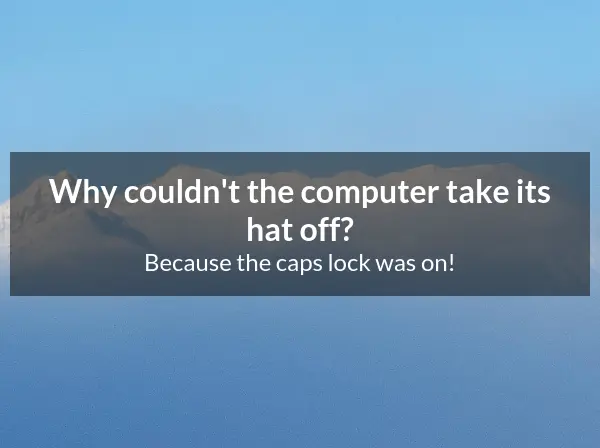 Why couldn't the computer take its
hat off?
Because the caps lock was on!